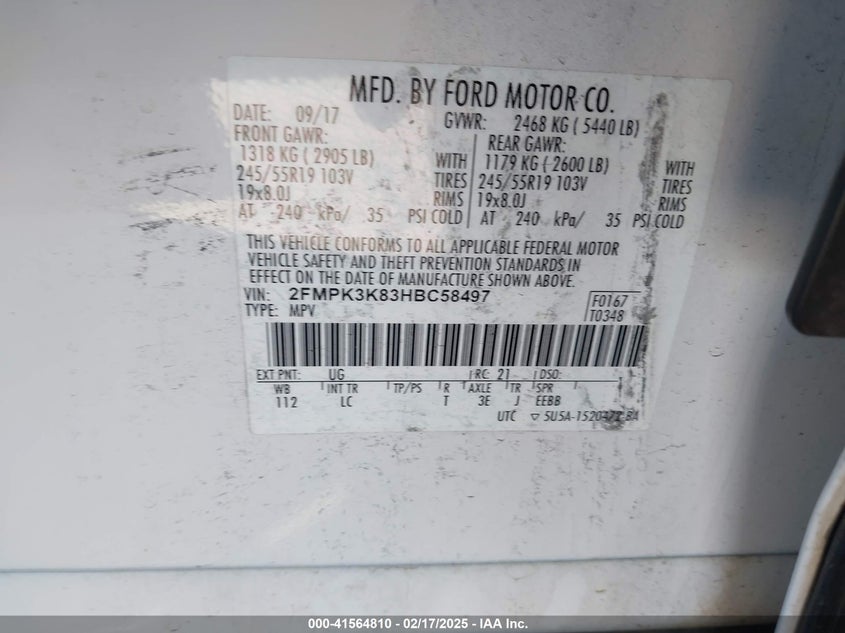 MFD. BY FORD MOTOR CO.
DATE: 09/17 GVWR: 2468 KG ( 5440 LB)
FRONT GAWR: REAR GAWR:
1318 KG ( 2905 LB) WITH 1179 KG ( 2600 LB) WITH
245/55R19 103V TIRES 245/55R19 103V TIRES
19x8.0J RIMS 19x8.0J RIMS
AT 240 kPa/ 35 PSI COLD AT 240 kPa/ 35 PSI COLD
THIS VEHICLE CONFORMS TO ALL APPLICABLE FEDERAL MOTOR
VEHICLE SAFETY AND THEFT PREVENTION STANDARDS IN
EFFECT ON THE DATE OF MANUFACTURE SHOWN ABOVE.
VIN: 2FMPK3K83HBC58497 F0167
TYPE: MPV T0348
EXT PNT: UG RC: 21 DSO:
WB INT TR TP/PS R AXLE TR SPR
112 LC T 3E J EEBB
UTC ▽
000-41564810 - 02/17/2025 - IAA Inc.